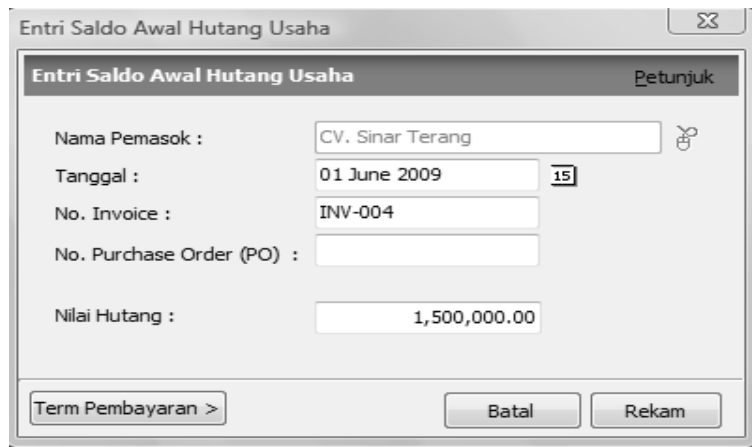 Entri Saldo Awal Hutang Usaha
Entri Saldo Awal Hutang Usaha Petunjuk
Nama Pemasok : CV. Sinar Terang
Tanggal : 01 June 2009 15
No. Invoice : INV-004
No. Purchase Order (PO) :
Nilai Hutang : 1,500,000.00
Term Pembayaran > Batal Rekam